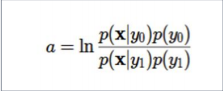 a = ln p(x|y₀)p(y₀) / p(x|y₁)p(y₁)